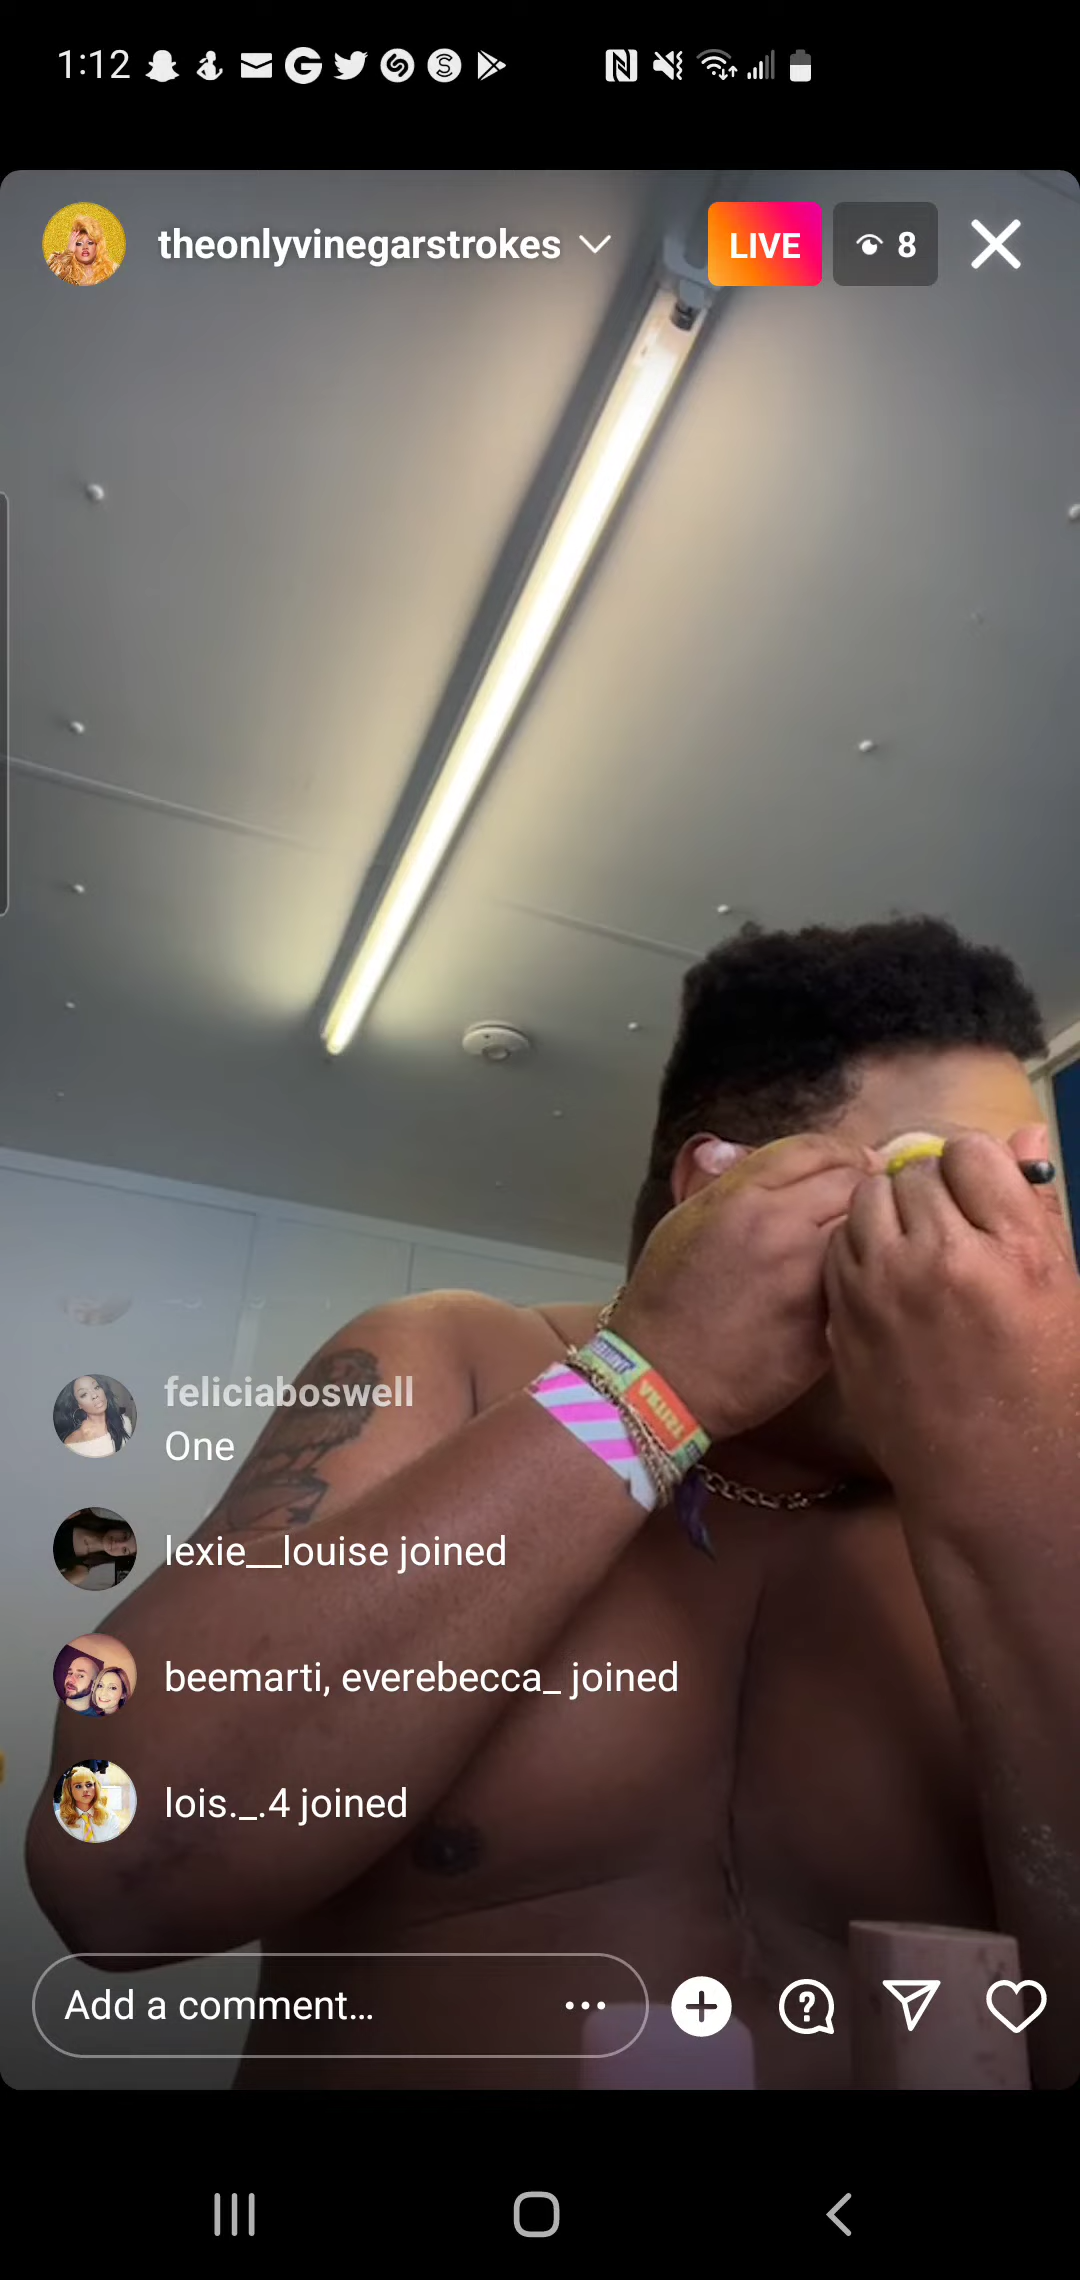 1:12
theonlyvinegarstrokes
LIVE
8
feliciaboswell
One
lexie__louise joined
beemarti, everebecca_ joined
lois._.4 joined
Add a comment...